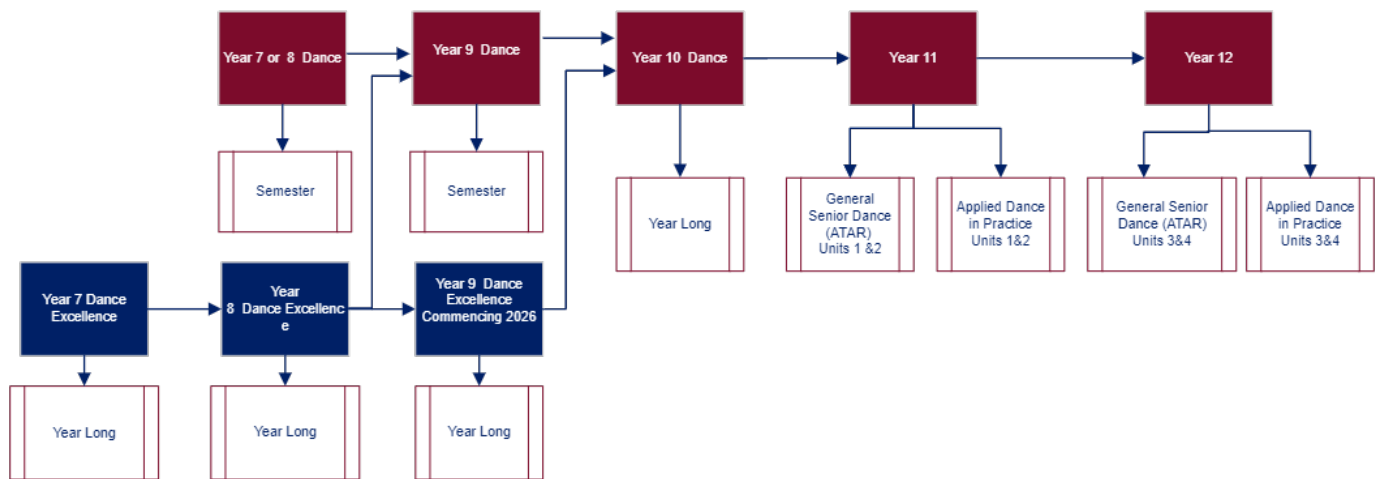 Year 7 or 8 Dance
Year 9 Dance
Year 10 Dance
Year 11
Year 12
Semester
Semester
Year Long
General
Senior Dance
(ATAR)
Units 1 &2
Applied Dance
in Practice
Units 1&2
General Senior
Dance (ATAR)
Units 3&4
Applied Dance
in Practice
Units 3&4
Year 7 Dance
Excellence
Year
8 Dance Excellenc
e
Year 9 Dance
Excellence
Commencing 2026
Year Long
Year Long
Year Long